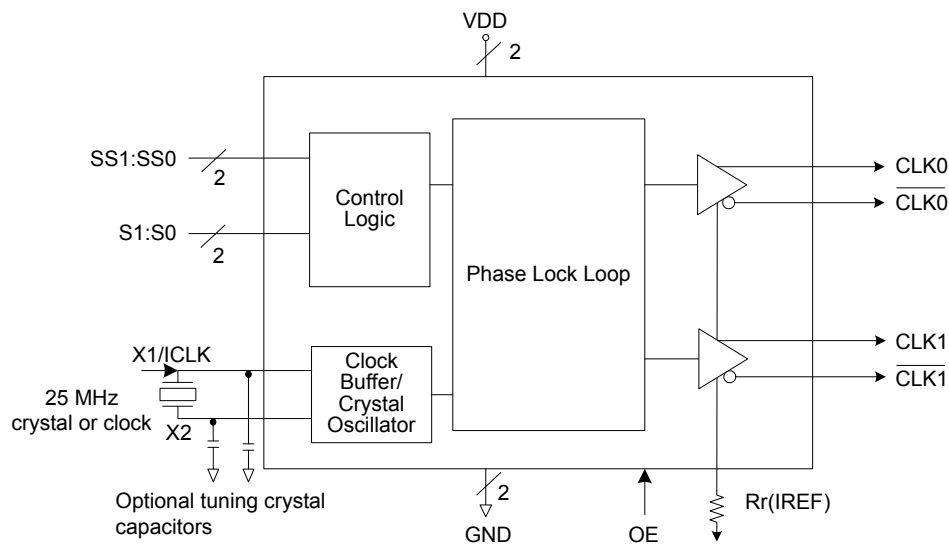 VDD
2
SS1:SS0
2
Control
Logic
CLK0
CLK0
S1:S0
2
Phase Lock Loop
X1/ICLK
Clock
Buffer/
Crystal
Oscillator
CLK1
CLK1
25 MHz
crystal or clock
X2
Optional tuning crystal
capacitors
2
GND
OE
Rr(IREF)